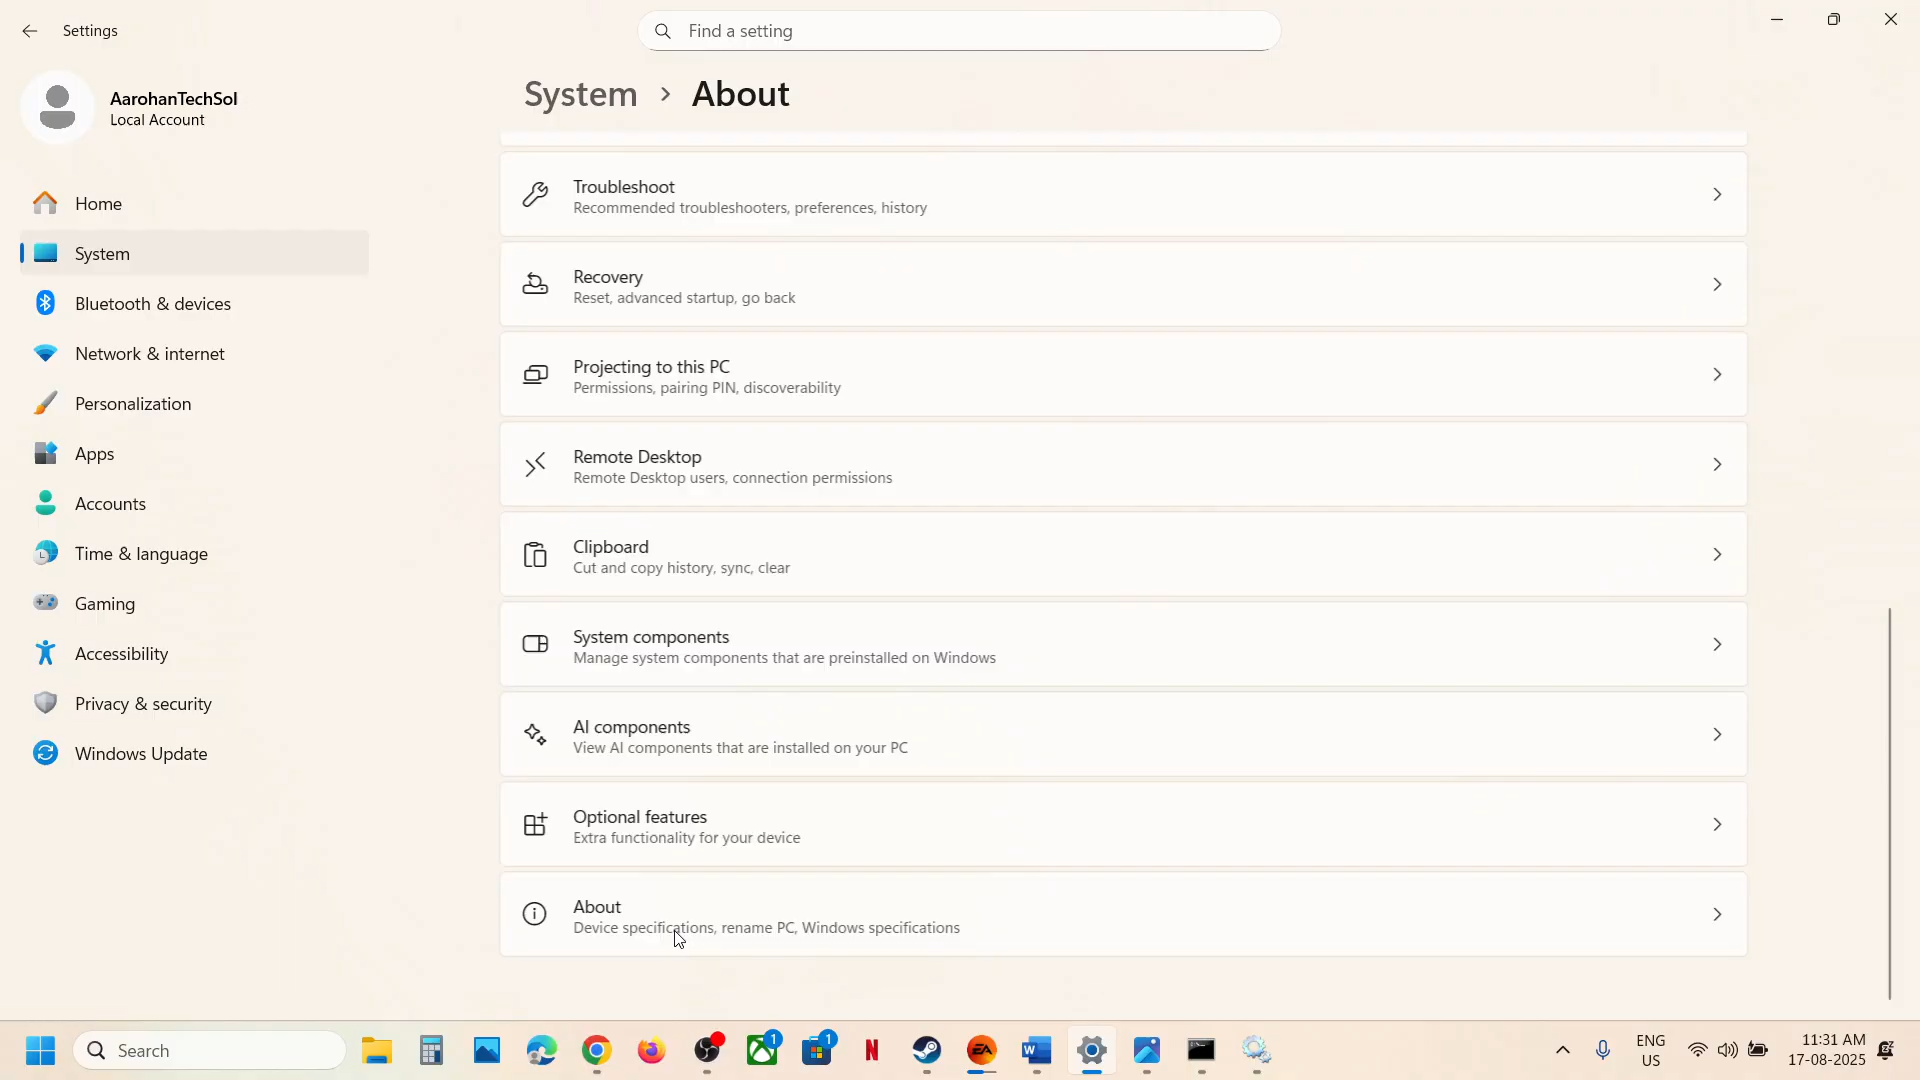 Settings
Find a setting
AarohanTechSol
Local Account
System > About
Home
System
Bluetooth & devices
Network & internet
Personalization
Apps
Accounts
Time & language
Gaming
Accessibility
Privacy & security
Windows Update
Troubleshoot
Recommended troubleshooters, preferences, history
Recovery
Reset, advanced startup, go back
Projecting to this PC
Permissions, pairing PIN, discoverability
Remote Desktop
Remote Desktop users, connection permissions
Clipboard
Cut and copy history, sync, clear
System components
Manage system components that are preinstalled on Windows
AI components
View AI components that are installed on your PC
Optional features
Extra functionality for your device
About
Device specifications, rename PC, Windows specifications
Search
1
1
N
EA
W
ENG
US
11:31 AM
17-08-2025